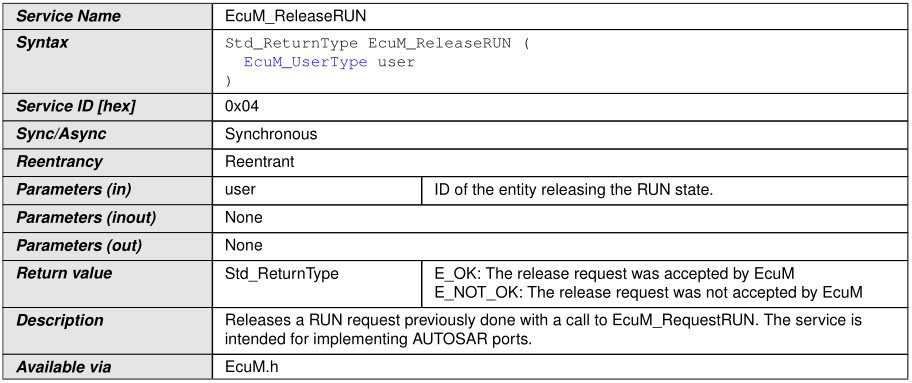 Service Name EcuM_ReleaseRUN
Syntax Std_ReturnType EcuM_ReleaseRUN (
EcuM_UserType user
)
Service ID [hex] 0x04
Sync/Async Synchronous
Reentrancy Reentrant
Parameters (in) user ID of the entity releasing the RUN state.
Parameters (inout) None
Parameters (out) None
Return value Std_ReturnType E_OK: The release request was accepted by EcuM
E_NOT_OK: The release request was not accepted by EcuM
Description Releases a RUN request previously done with a call to EcuM_RequestRUN. The service is
intended for implementing AUTOSAR ports.
Available via EcuM.h